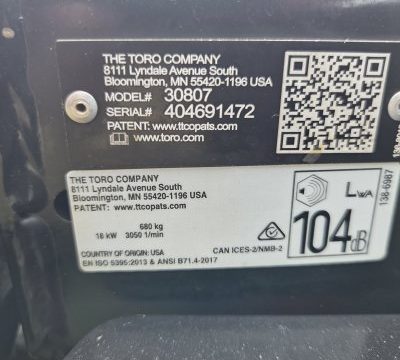 THE TORO COMPANY
8111 Lyndale Avenue South
Bloomington, MN 55420-1196 USA
MODEL# 30807
SERIAL# 404691472
PATENT: www.ttcopats.com
www.toro.com
THE TORO COMPANY
8111 Lyndale Avenue South
Bloomington, MN 55420-1196 USA
PATENT: www.ttcopats.com
680 kg
18 kW 3050 1/min
CAN ICES-2/NMB-2
COUNTRY OF ORIGIN: USA
EN ISO 5395:2013 & ANSI B71.4-2017
LWA
104dB
138-6987